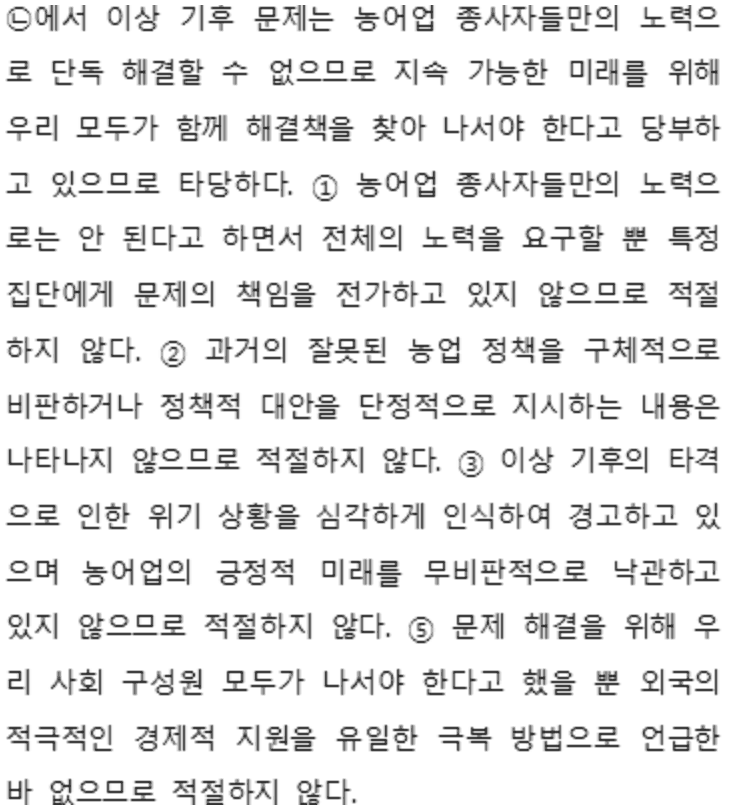 ㉡에서 이상 기후 문제는 농어업 종사자들만의 노력으
로 단독 해결할 수 없으므로 지속 가능한 미래를 위해
우리 모두가 함께 해결책을 찾아 나서야 한다고 당부하
고 있으므로 타당하다. ① 농어업 종사자들만의 노력으
로는 안 된다고 하면서 전체의 노력을 요구할 뿐 특정
집단에게 문제의 책임을 전가하고 있지 않으므로 적절
하지 않다. ② 과거의 잘못된 농업 정책을 구체적으로
비판하거나 정책적 대안을 단정적으로 지시하는 내용은
나타나지 않으므로 적절하지 않다. ③ 이상 기후의 타격
으로 인한 위기 상황을 심각하게 인식하여 경고하고 있
으며 농어업의 긍정적 미래를 무비판적으로 낙관하고
있지 않으므로 적절하지 않다. ⑤ 문제 해결을 위해 우
리 사회 구성원 모두가 나서야 한다고 했을 뿐 외국의
적극적인 경제적 지원을 유일한 극복 방법으로 언급한
바 없으므로 적절하지 않다.